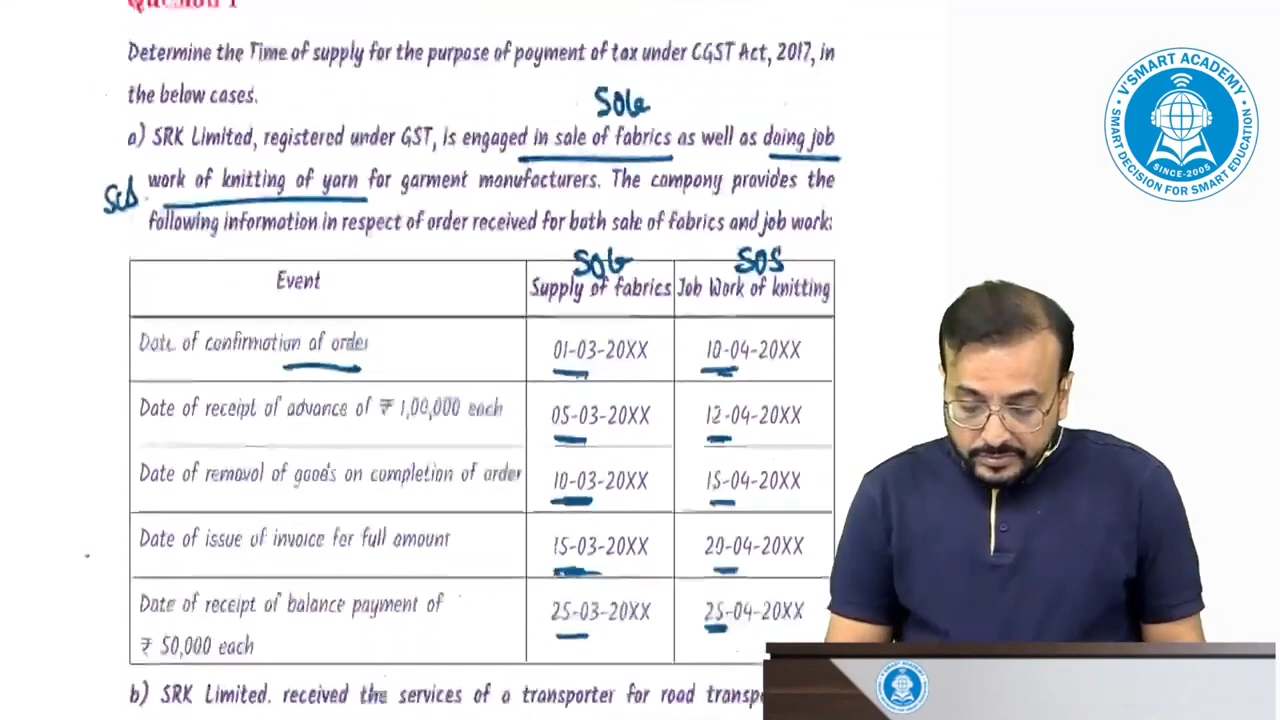 Question 1
Determine the Time of supply for the purpose of payment of tax under CGST Act, 2017, in
the below cases.
SOG
a) SRK Limited, registered under GST, is engaged in sale of fabrics as well as doing job
SOS work of knitting of yarn for garment manufacturers. The company provides the
following information in respect of order received for both sale of fabrics and job work:
SOG SOS
Event Supply of fabrics Job Work of knitting
Date of confirmation of order 01-03-20XX 10-04-20XX
Date of receipt of advance of ₹ 1,00,000 each 05-03-20XX 12-04-20XX
Date of removal of goods on completion of order 10-03-20XX 15-04-20XX
Date of issue of invoice for full amount 15-03-20XX 20-04-20XX
Date of receipt of balance payment of 25-03-20XX 25-04-20XX
₹ 50,000 each
b) SRK Limited. received the services of a transporter for road
V'SMART ACADEMY
SINCE-2005
SMART DECISION FOR SMART EDUCATION